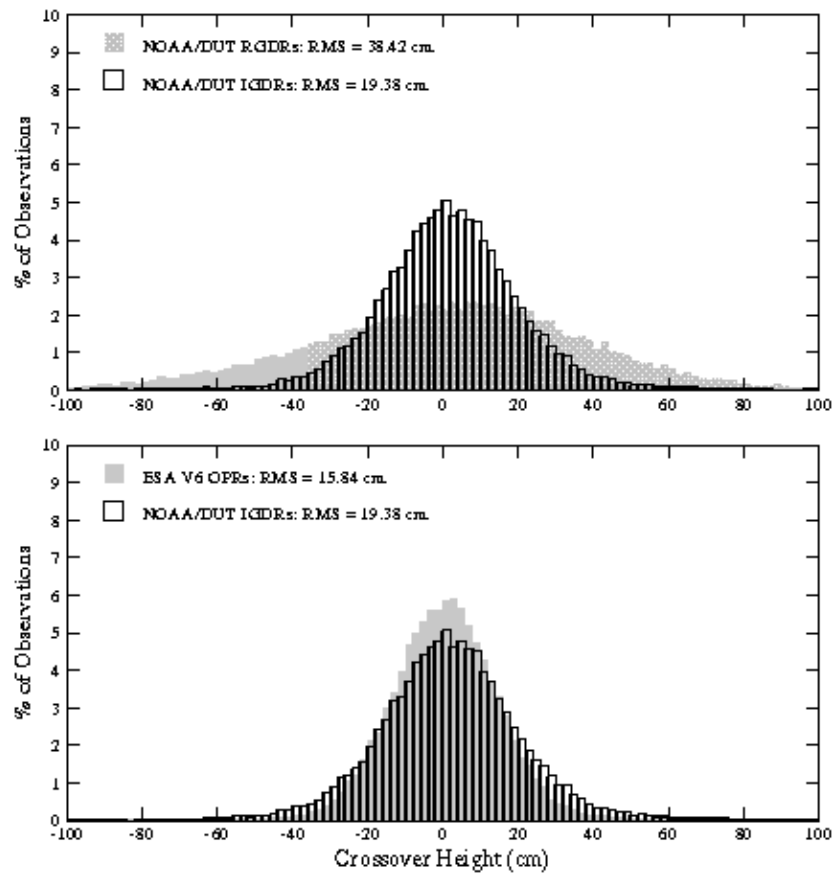 10
9
8
7
6
5
4
3
2
1
0
% of Observations
NOAA/DUT RGDRs: RMS = 38.42 cm.
NOAA/DUT IGDRs: RMS = 19.38 cm.
-100 -80 -60 -40 -20 0 20 40 60 80 100
10
9
8
7
6
5
4
3
2
1
0
% of Observations
ESA V6 OPRs: RMS = 15.84 cm.
NOAA/DUT IGDRs: RMS = 19.38 cm.
-100 -80 -60 -40 -20 0 20 40 60 80 100
Crossover Height (cm)